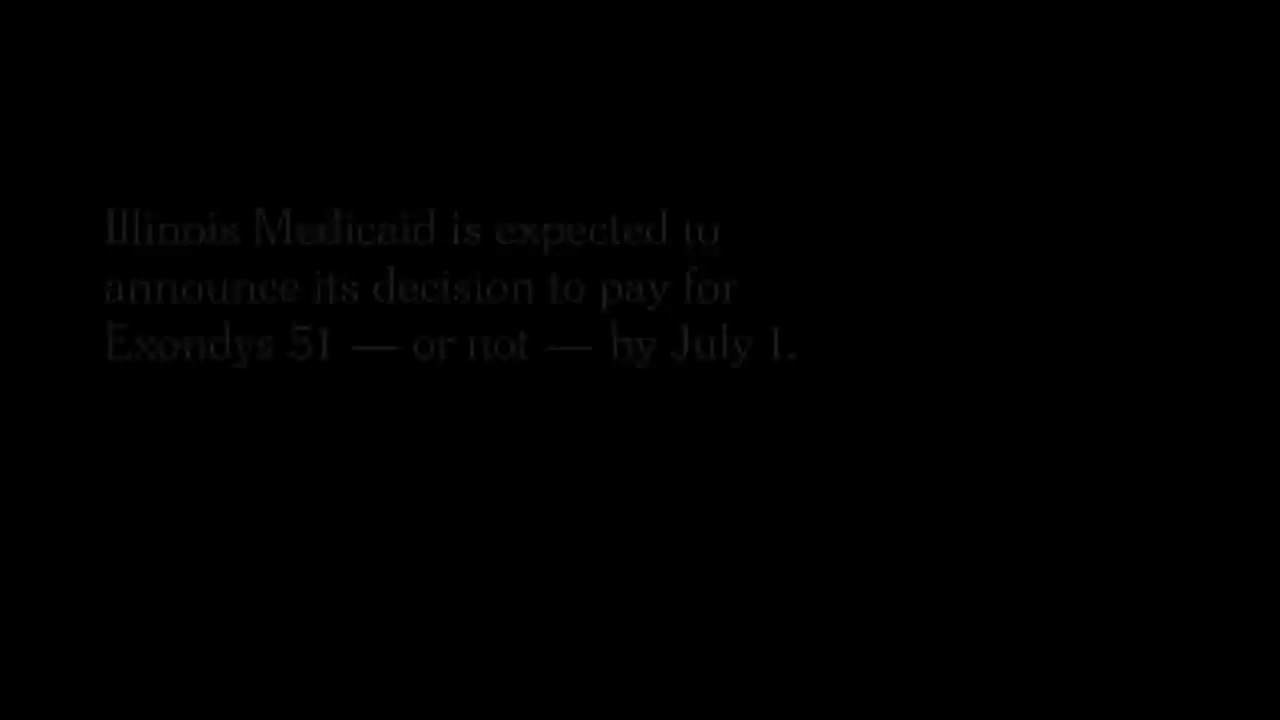 Illinois Medicaid is expected to
announce its decision to pay for
Exondys 51 — or not — by July 1.